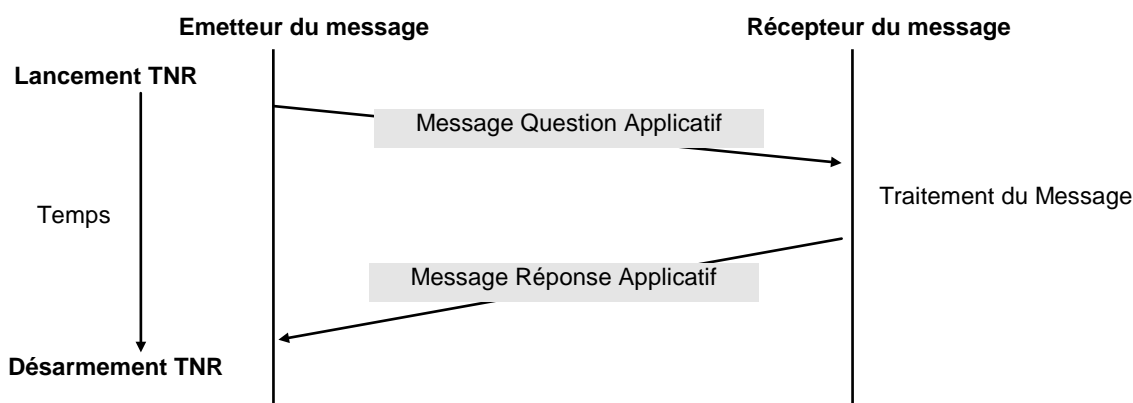 Emetteur du message
Récepteur du message
Lancement TNR
Message Question Applicatif
Traitement du Message
Temps
Message Réponse Applicatif
Désarmement TNR